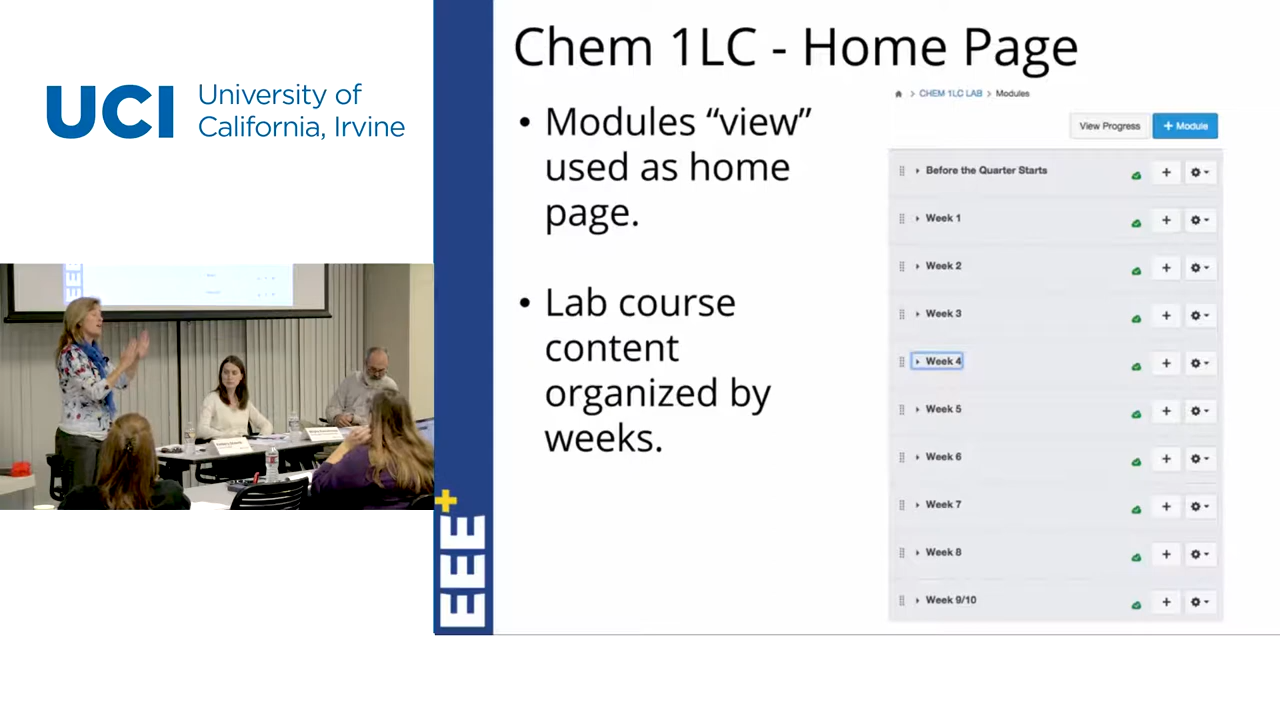 UCI
University of
California, Irvine
EEE+
Chem 1LC - Home Page
• Modules “view”
used as home
page.
• Lab course
content
organized by
weeks.
> CHEM 1LC LAB > Modules
View Progress
+ Module
Before the Quarter Starts
Week 1
Week 2
Week 3
Week 4
Week 5
Week 6
Week 7
Week 8
Week 9/10